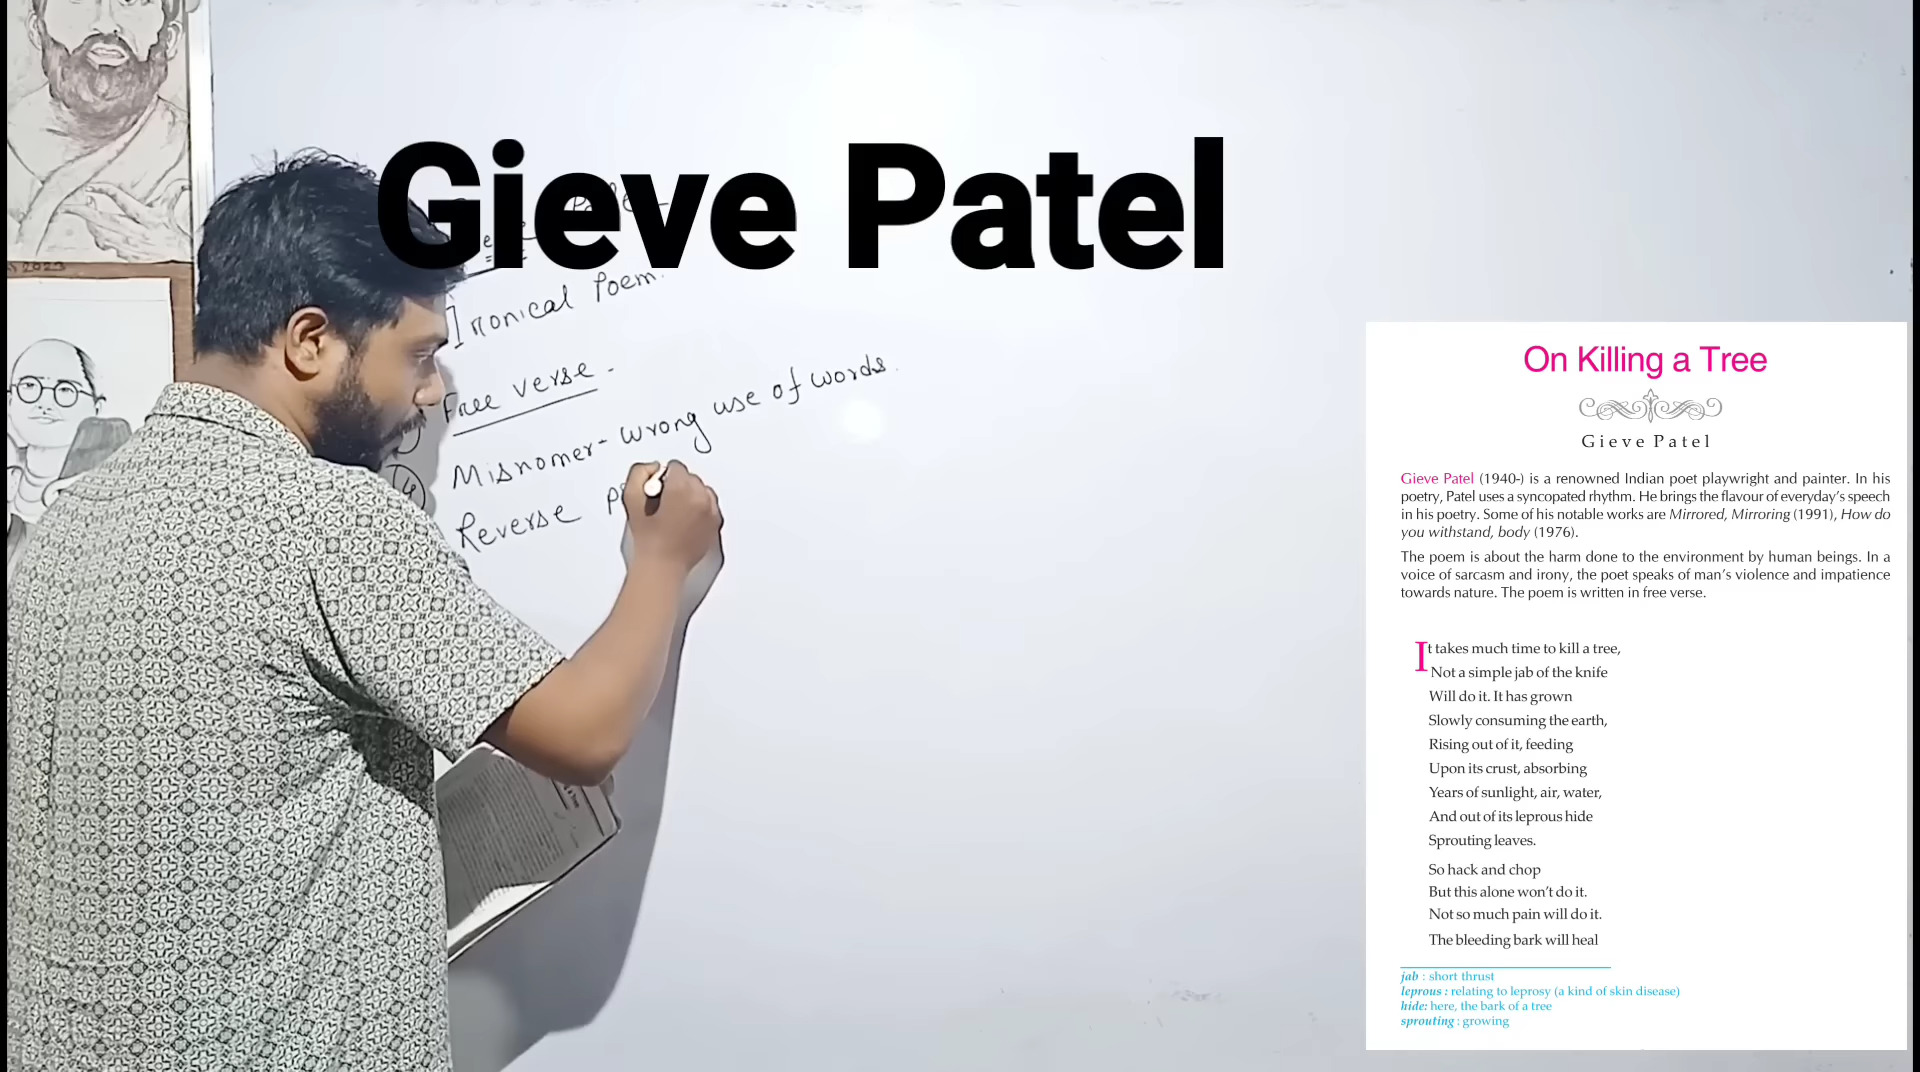 Gieve Patel
2023
Ironical Poem.
Free verse -
(4) Misnomer - wrong use of words.
Reverse
On Killing a Tree
Gieve Patel
Gieve Patel (1940-) is a renowned Indian poet playwright and painter. In his
poetry, Patel uses a syncopated rhythm. He brings the flavour of everyday's speech
in his poetry. Some of his notable works are Mirrored, Mirroring (1991), How do
you withstand, body (1976).
The poem is about the harm done to the environment by human beings. In a
voice of sarcasm and irony, the poet speaks of man's violence and impatience
towards nature. The poem is written in free verse.
It takes much time to kill a tree,
Not a simple jab of the knife
Will do it. It has grown
Slowly consuming the earth,
Rising out of it, feeding
Upon its crust, absorbing
Years of sunlight, air, water,
And out of its leprous hide
Sprouting leaves.
So hack and chop
But this alone won't do it.
Not so much pain will do it.
The bleeding bark will heal
jab : short thrust
leprous : relating to leprosy (a kind of skin disease)
hide: here, the bark of a tree
sprouting : growing